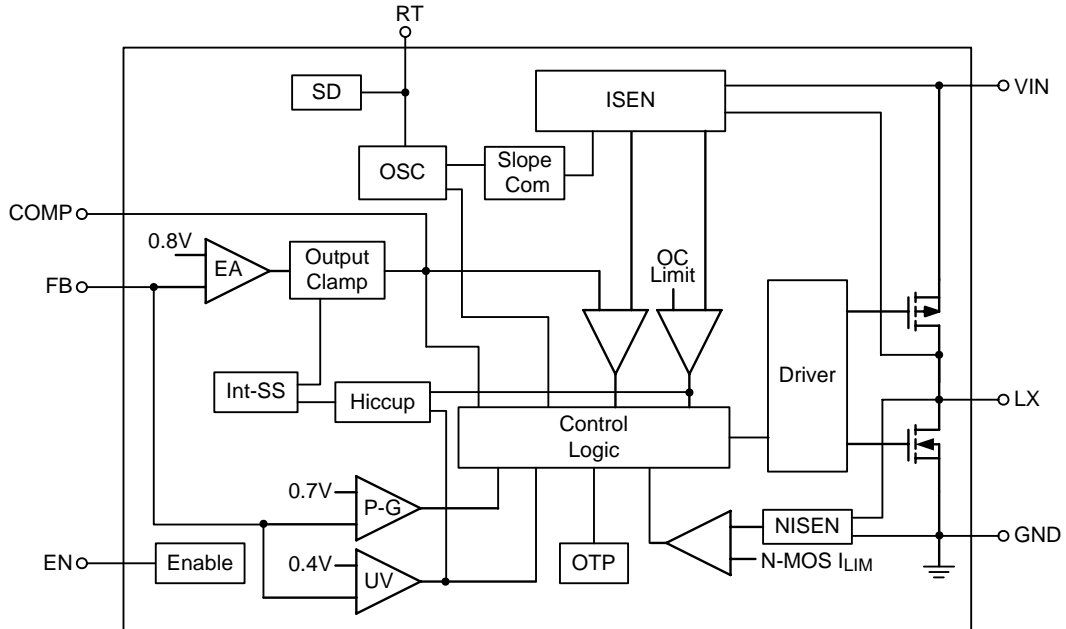 RT
SD
ISEN
VIN
OSC
Slope
Com
COMP
0.8V
EA
Output
Clamp
OC
Limit
FB
Driver
Int-SS
Hiccup
LX
Control
Logic
0.7V
P-G
NISEN
GND
EN
Enable
0.4V
UV
OTP
N-MOS ILIM